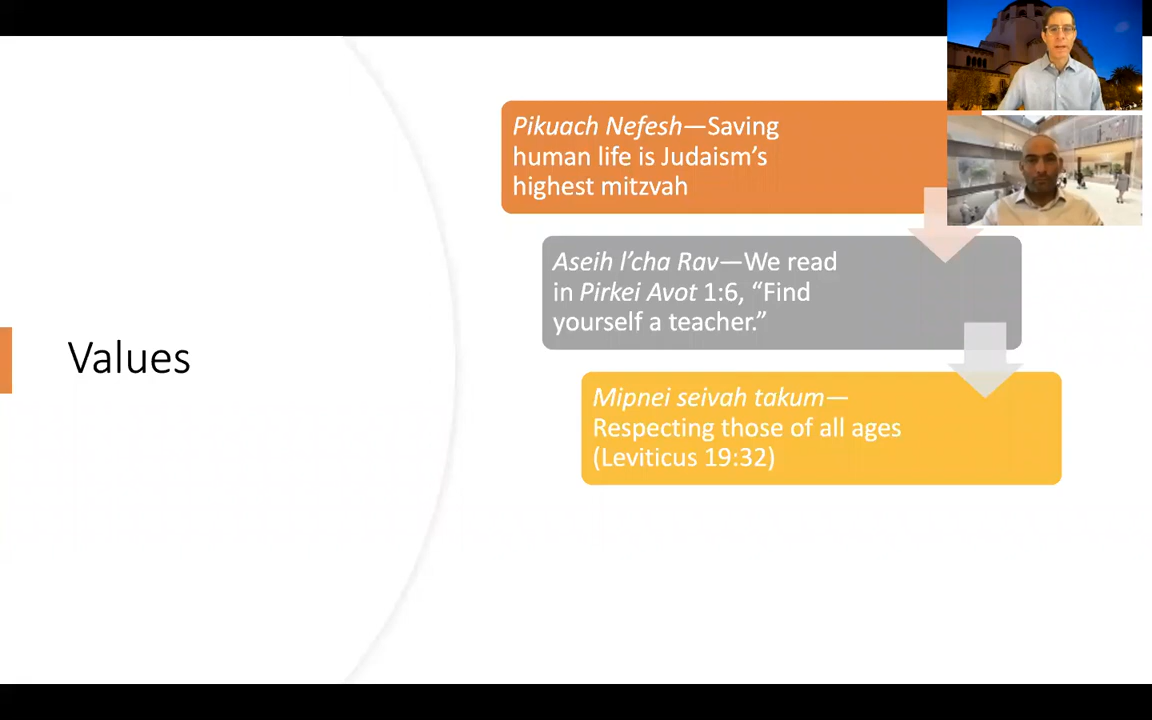 Values
Pikuach Nefesh—Saving
human life is Judaism’s
highest mitzvah
Aseih l’cha Rav—We read
in Pirkei Avot 1:6, “Find
yourself a teacher.”
Mipnei seivah takum—
Respecting those of all ages
(Leviticus 19:32)